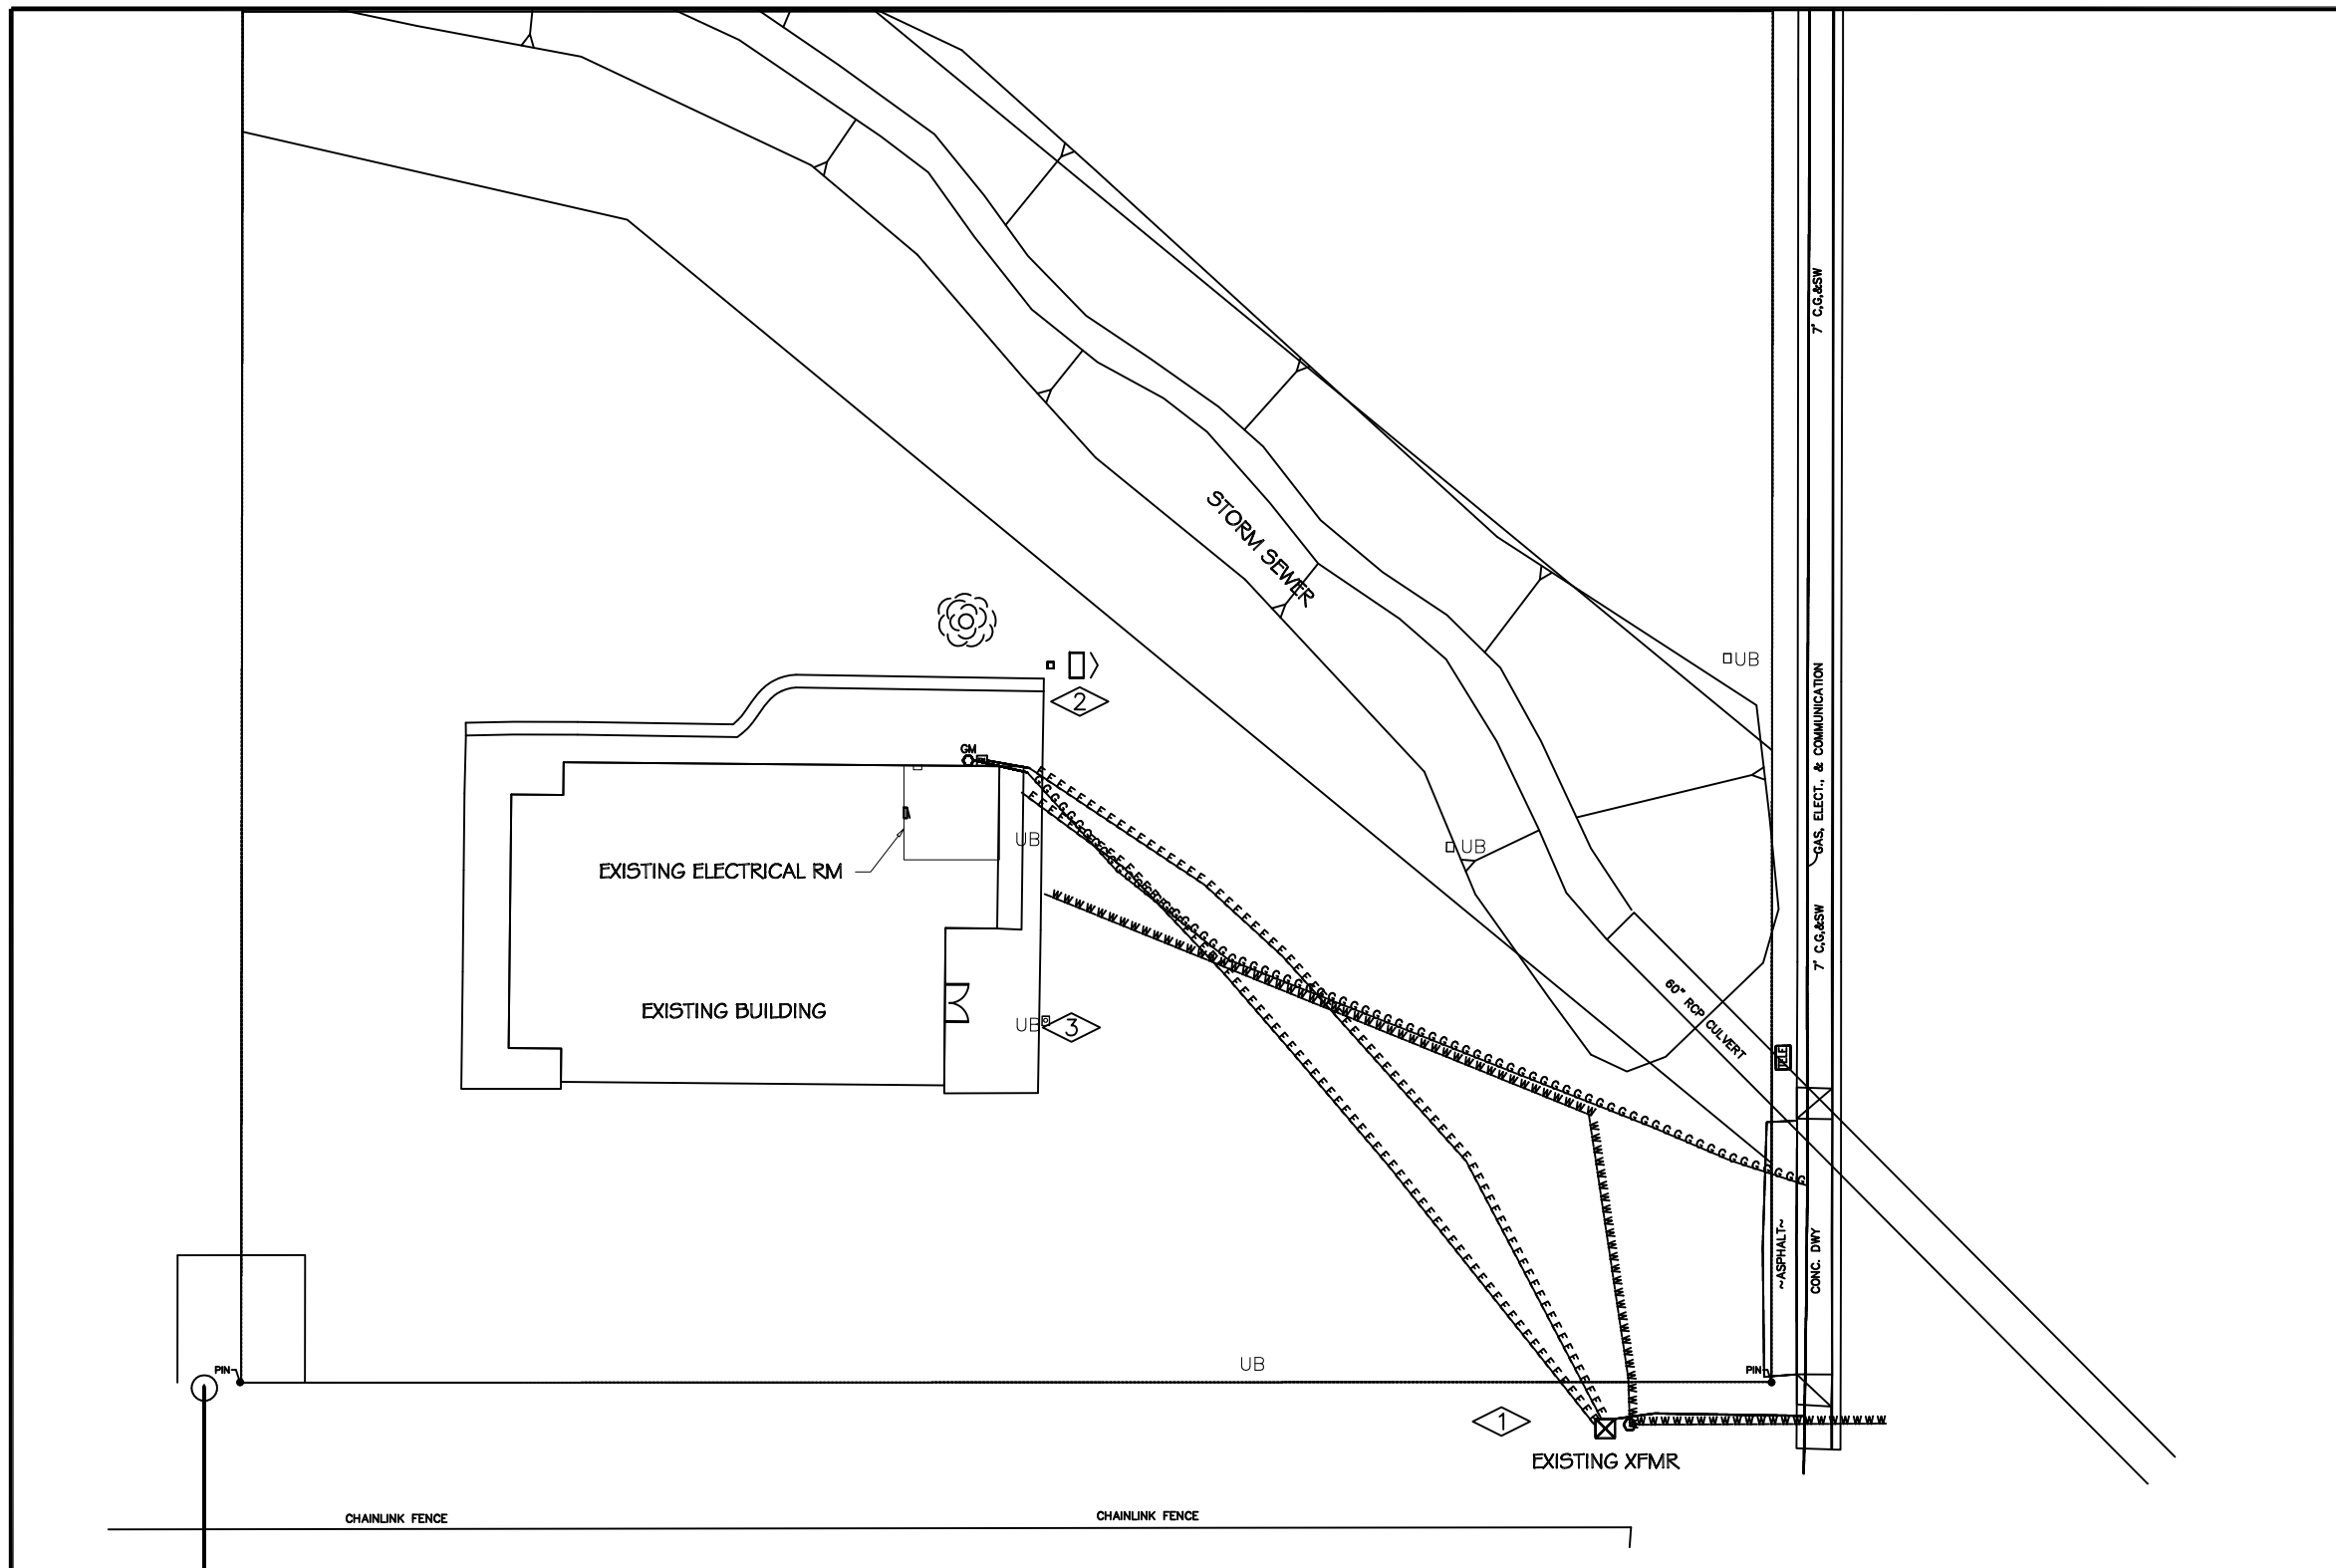 7' C,G,&SW
STORM SEWER
UB
2
GAS, ELECT., & COMMUNICATION
GM
UB
UB
EXISTING ELECTRICAL RM
7' C,G,&SW
EXISTING BUILDING
UB
3
60" RCP CULVERT
TELE
~ASPHALT~
CONC. DWY
PIN
UB
PIN
1
EXISTING XFMR
CHAINLINK FENCE
CHAINLINK FENCE